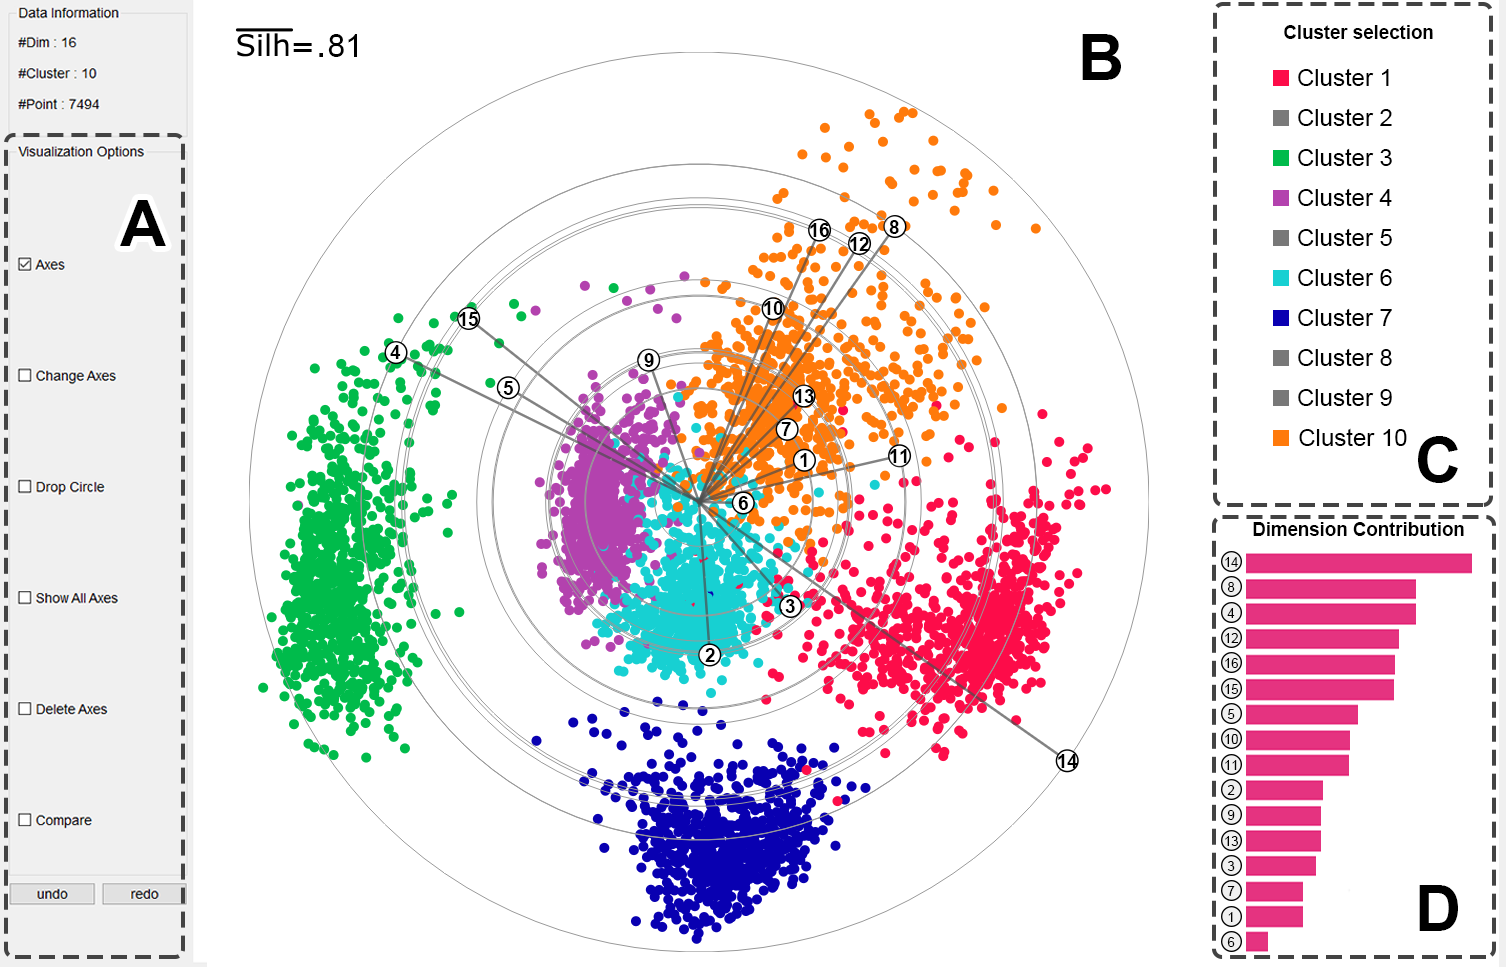 Data Information
#Dim : 16
#Cluster : 10
#Point : 7494
Visualization Options
A
Axes
Change Axes
Drop Circle
Show All Axes
Delete Axes
Compare
undo redo
Silh=.81
B
16
12
8
10
15
4
9
5
13
7
1
11
6
3
2
14
Cluster selection
Cluster 1
Cluster 2
Cluster 3
Cluster 4
Cluster 5
Cluster 6
Cluster 7
Cluster 8
Cluster 9
Cluster 10
C
Dimension Contribution
14
8
4
12
16
15
5
10
11
2
9
13
3
7
1
6
D